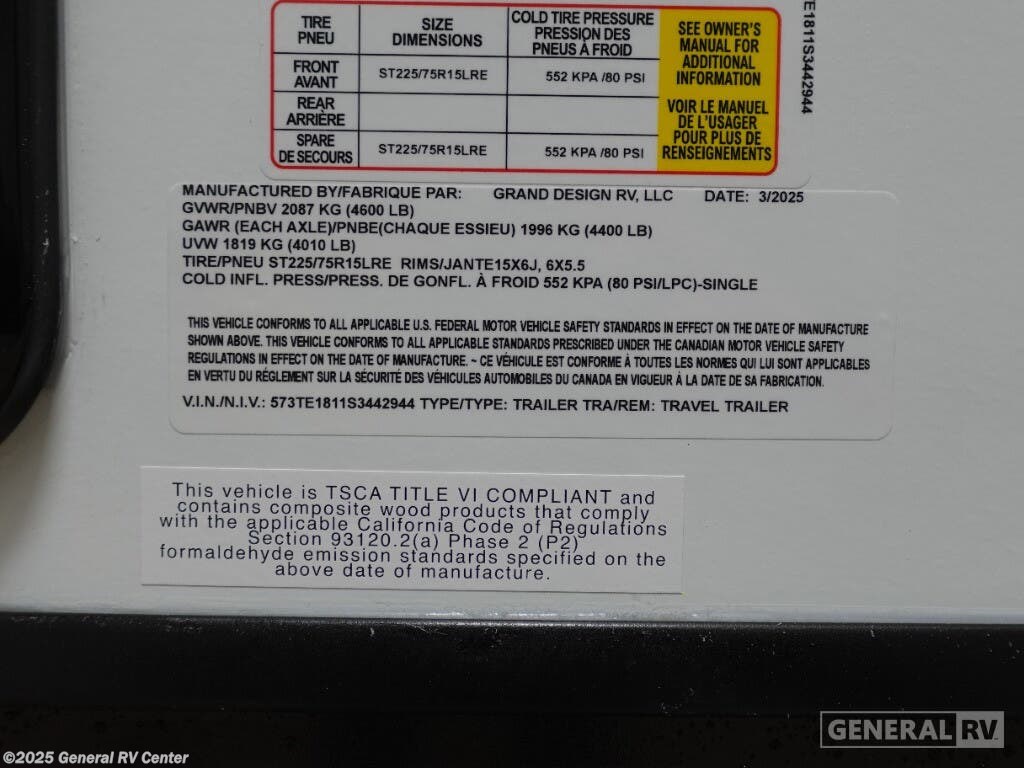 TIRE PNEU SIZE DIMENSIONS COLD TIRE PRESSURE PRESSION DES PNEUS À FROID
FRONT AVANT ST225/75R15LRE 552 KPA /80 PSI
REAR ARRIÈRE
SPARE DE SECOURS ST225/75R15LRE 552 KPA /80 PSI
SEE OWNER'S
MANUAL FOR
ADDITIONAL
INFORMATION
VOIR LE MANUEL
DE L'USAGER
POUR PLUS DE
RENSEIGNEMENTS
TE1811S3442944
MANUFACTURED BY/FABRIQUE PAR: GRAND DESIGN RV, LLC DATE: 3/2025
GVWR/PNBV 2087 KG (4600 LB)
GAWR (EACH AXLE)/PNBE(CHAQUE ESSIEU) 1996 KG (4400 LB)
UVW 1819 KG (4010 LB)
TIRE/PNEU ST225/75R15LRE RIMS/JANTE15X6J, 6X5.5
COLD INFL. PRESS/PRESS. DE GONFL. À FROID 552 KPA (80 PSI/LPC)-SINGLE
THIS VEHICLE CONFORMS TO ALL APPLICABLE U.S. FEDERAL MOTOR VEHICLE SAFETY STANDARDS IN EFFECT ON THE DATE OF MANUFACTURE
SHOWN ABOVE. THIS VEHICLE CONFORMS TO ALL APPLICABLE STANDARDS PRESCRIBED UNDER THE CANADIAN MOTOR VEHICLE SAFETY
REGULATIONS IN EFFECT ON THE DATE OF MANUFACTURE. ~ CE VÉHICULE EST CONFORME À TOUTES LES NORMES QUI LUI SONT APPLICABLES
EN VERTU DU RÉGLEMENT SUR LA SÉCURITÉ DES VÉHICULES AUTOMOBILES DU CANADA EN VIGUEUR À LA DATE DE SA FABRICATION.
V.I.N./N.I.V.: 573TE1811S3442944 TYPE/TYPE: TRAILER TRA/REM: TRAVEL TRAILER
This vehicle is TSCA TITLE VI COMPLIANT and
contains composite wood products that comply
with the applicable California Code of Regulations
Section 93120.2(a) Phase 2 (P2)
formaldehyde emission standards specified on the
above date of manufacture.
GENERAL RV
©2025 General RV Center